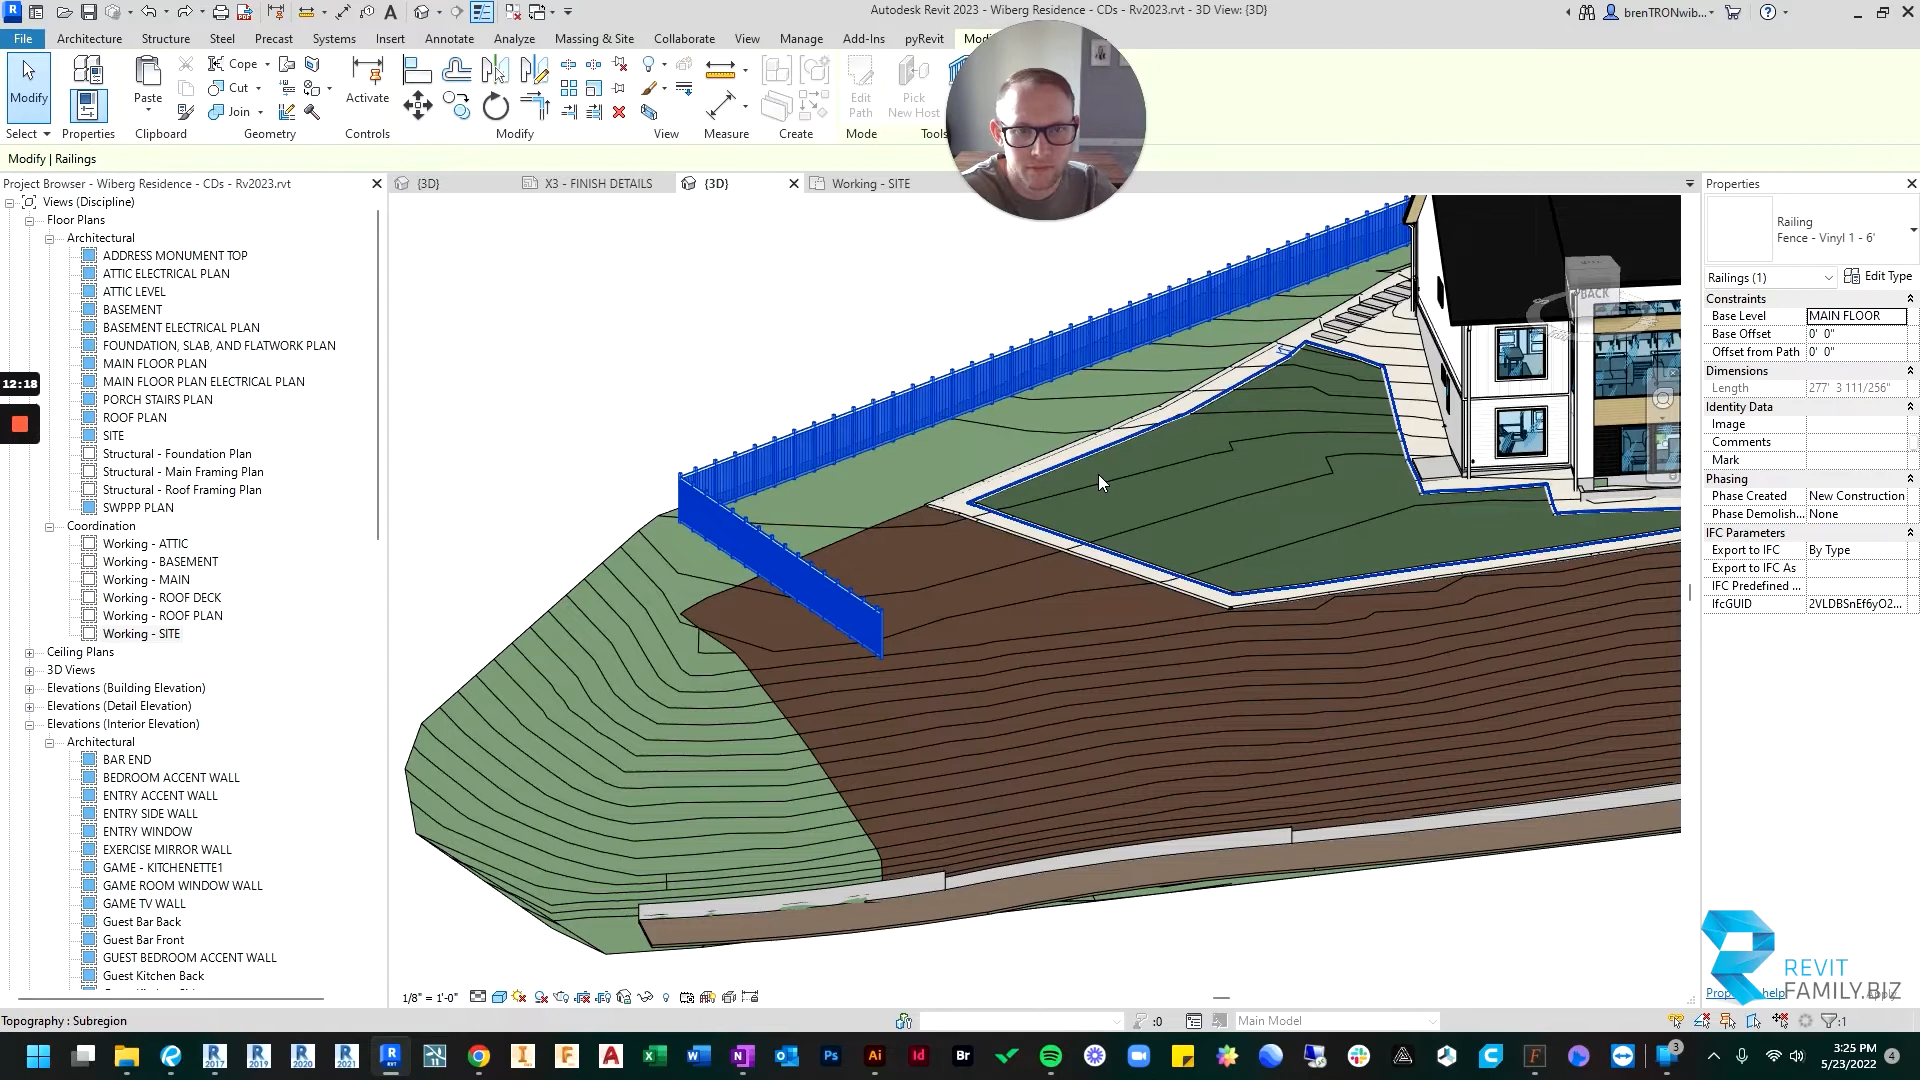 Autodesk Revit 2023 - Wiberg Residence - CDs - Rv2023.rvt - 3D View: {3D}
brenTRONwib...
File Architecture Structure Steel Precast Systems Insert Annotate Analyze Massing & Site Collaborate View Manage Add-Ins pyRevit
Cope
Cut
Join
Modify Paste Activate Edit Path Pick New Host
Select Properties Clipboard Geometry Controls Modify View Measure Create Mode Tools
Modify | Railings
Project Browser - Wiberg Residence - CDs - Rv2023.rvt
{3D} X3 - FINISH DETAILS {3D} Working - SITE
Properties
Views (Discipline)
Floor Plans
Architectural
ADDRESS MONUMENT TOP
ATTIC ELECTRICAL PLAN
ATTIC LEVEL
BASEMENT
BASEMENT ELECTRICAL PLAN
FOUNDATION, SLAB, AND FLATWORK PLAN
MAIN FLOOR PLAN
MAIN FLOOR PLAN ELECTRICAL PLAN
PORCH STAIRS PLAN
ROOF PLAN
SITE
Structural - Foundation Plan
Structural - Main Framing Plan
Structural - Roof Framing Plan
SWPPP PLAN
Coordination
Working - ATTIC
Working - BASEMENT
Working - MAIN
Working - ROOF DECK
Working - ROOF PLAN
Working - SITE
Ceiling Plans
3D Views
Elevations (Building Elevation)
Elevations (Detail Elevation)
Elevations (Interior Elevation)
Architectural
BAR END
BEDROOM ACCENT WALL
ENTRY ACCENT WALL
ENTRY SIDE WALL
ENTRY WINDOW
EXERCISE MIRROR WALL
GAME - KITCHENETTE1
GAME ROOM WINDOW WALL
GAME TV WALL
Guest Bar Back
Guest Bar Front
GUEST BEDROOM ACCENT WALL
Guest Kitchen Back
12:18
BACK
Railing
Fence - Vinyl 1 - 6'
Railings (1) Edit Type
Constraints
Base Level MAIN FLOOR
Base Offset 0' 0"
Offset from Path 0' 0"
Dimensions
Length 277' 3 111/256"
Identity Data
Image
Comments
Mark
Phasing
Phase Created New Construction
Phase Demolish... None
IFC Parameters
Export to IFC By Type
Export to IFC As
IFC Predefined ...
IfcGUID 2VLDBSnEf6yO2...
REVIT
FAMILY.BIZ
1/8" = 1'-0"
Topography : Subregion
:0
Main Model
:1
3:25 PM
5/23/2022